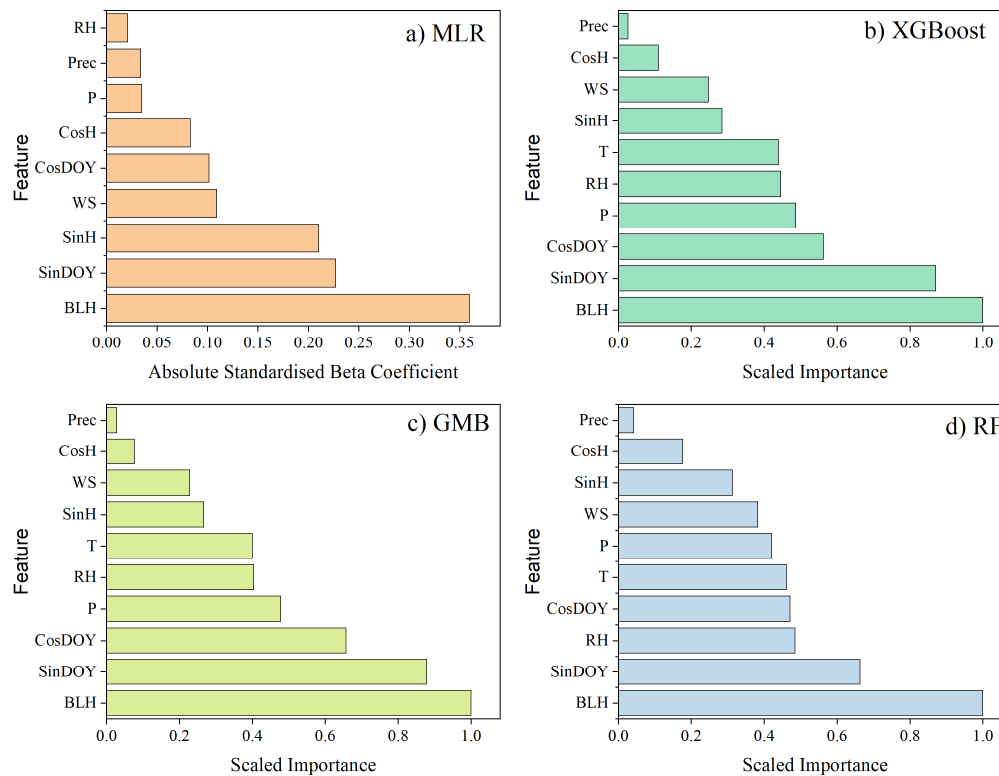 a) MLR
Feature
RH
Prec
P
CosH
CosDOY
WS
SinH
SinDOY
BLH
0.00 0.05 0.10 0.15 0.20 0.25 0.30 0.35
Absolute Standardised Beta Coefficient
b) XGBoost
Feature
Prec
CosH
WS
SinH
T
RH
P
CosDOY
SinDOY
BLH
0.0 0.2 0.4 0.6 0.8 1.0
Scaled Importance
c) GMB
Feature
Prec
CosH
WS
SinH
T
RH
P
CosDOY
SinDOY
BLH
0.0 0.2 0.4 0.6 0.8 1.0
Scaled Importance
d) RF
Feature
Prec
CosH
SinH
WS
P
T
CosDOY
RH
SinDOY
BLH
0.0 0.2 0.4 0.6 0.8 1.0
Scaled Importance